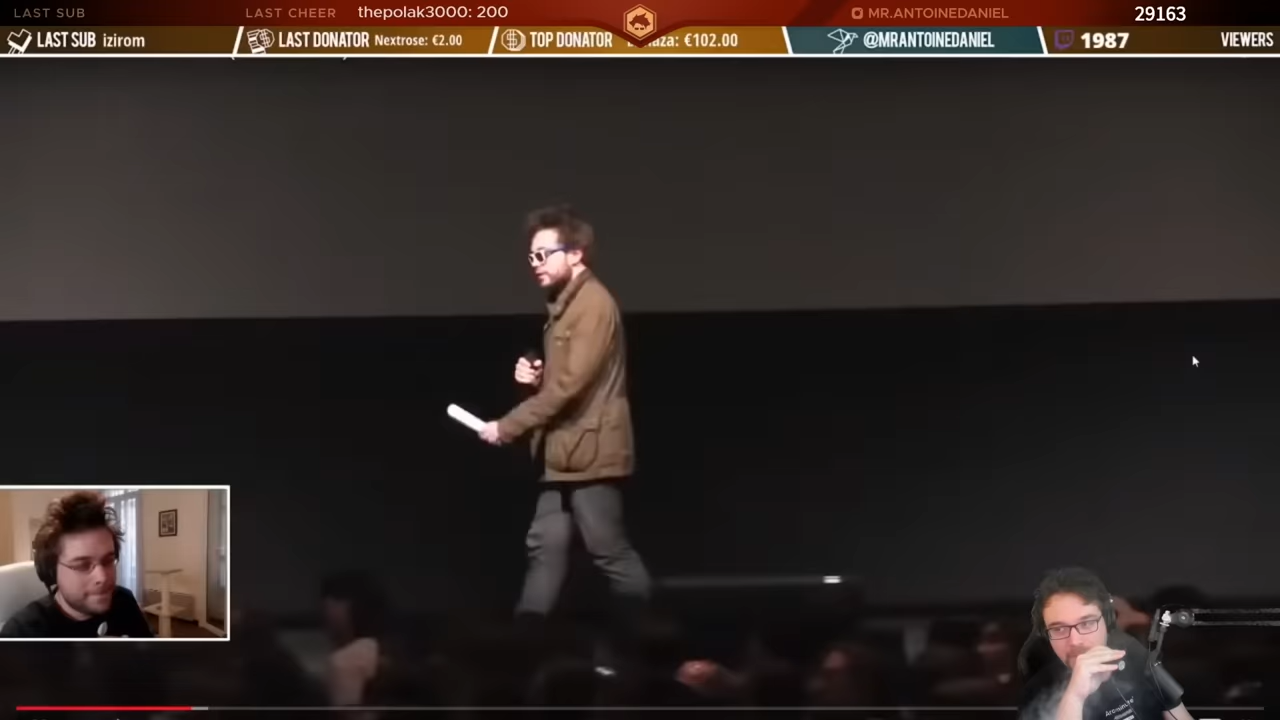 LAST SUB
LAST CHEER thepolak3000: 200
MR.ANTOINEDANIEL
29163
LAST SUB izirom
LAST DONATOR Nextrose: €2.00
TOP DONATOR €102.00
@MRANTOINEDANIEL
1987 VIEWERS